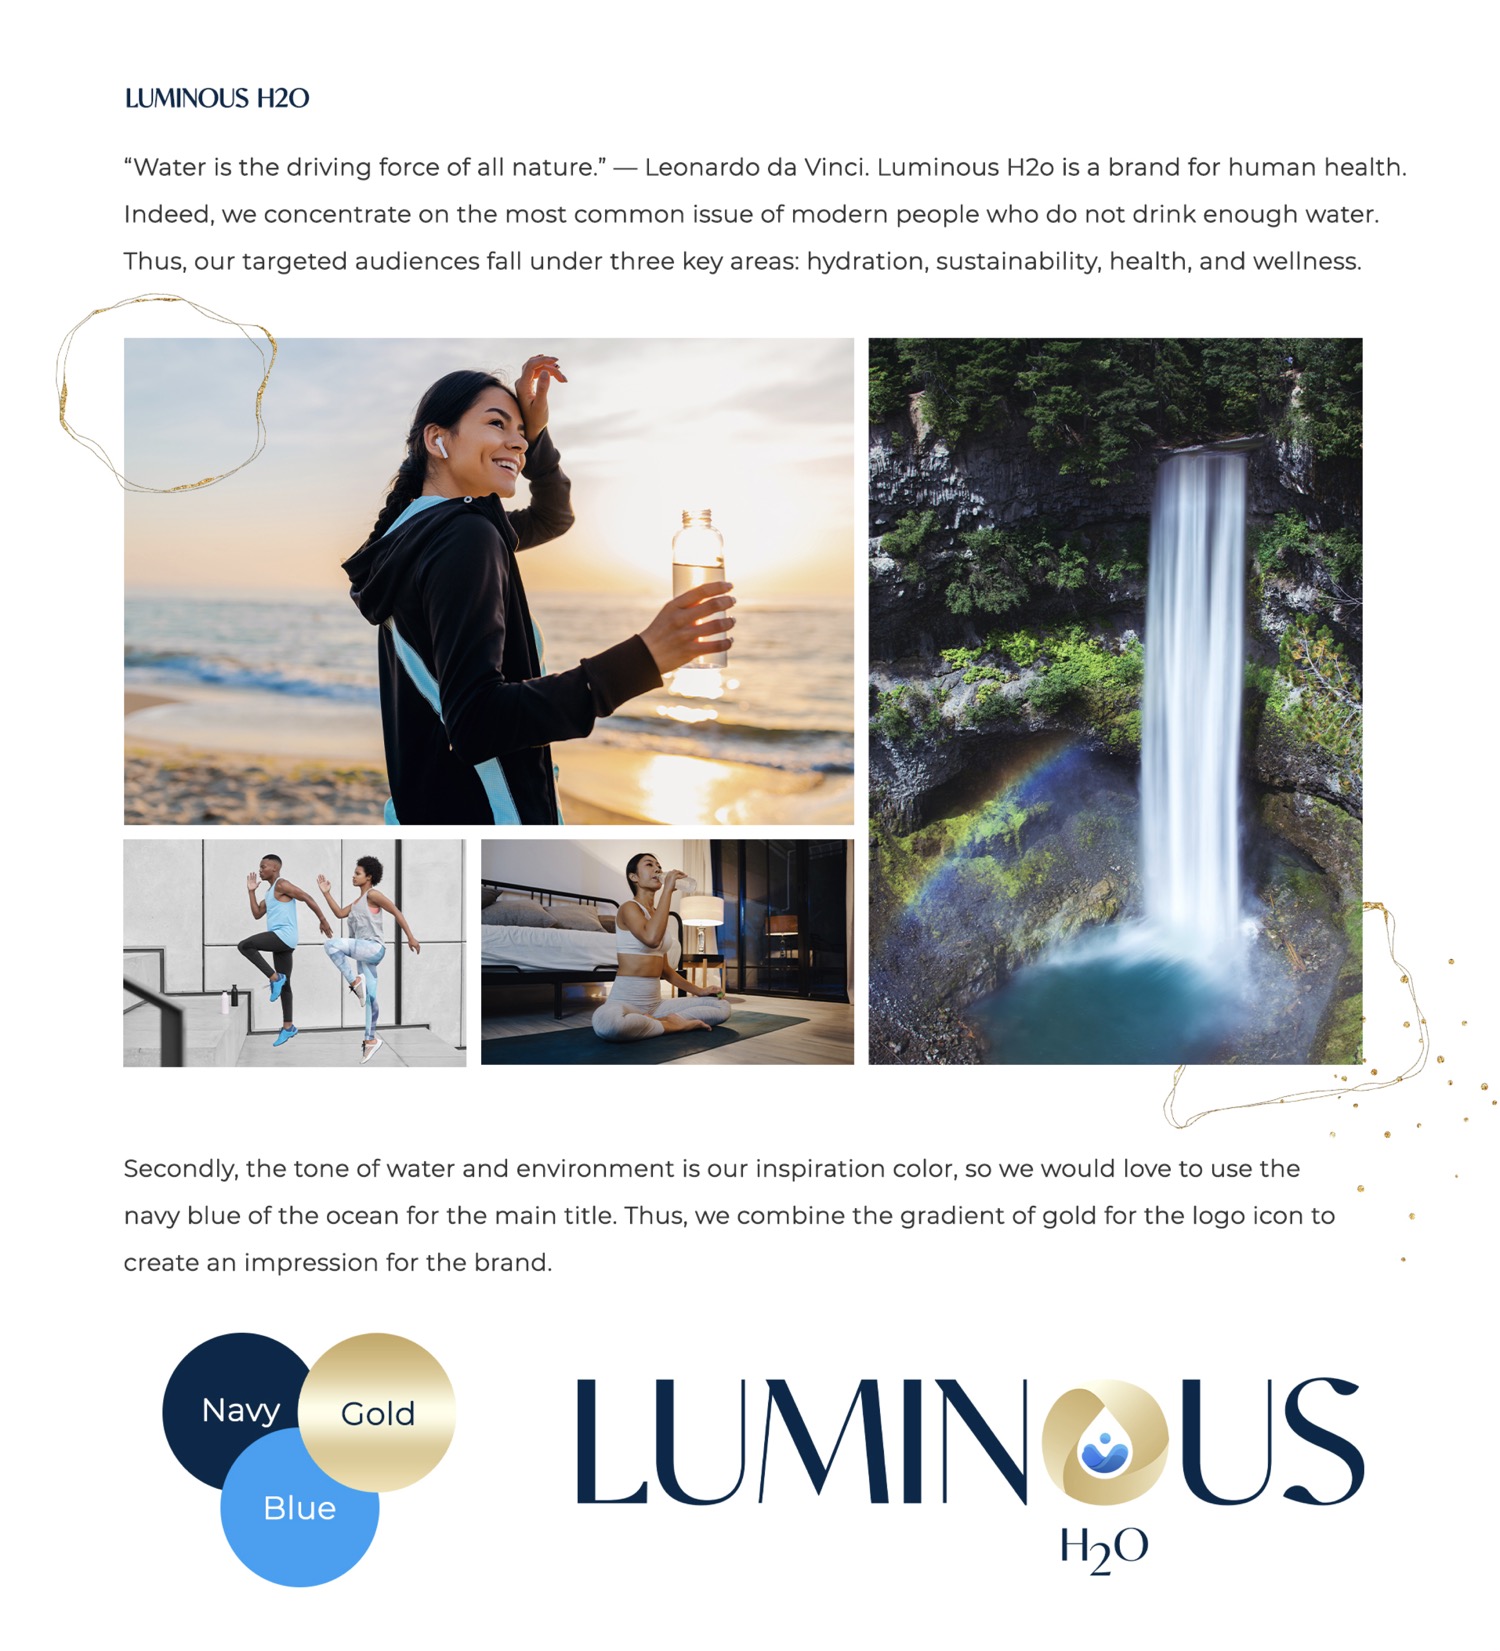 LUMINOUS H2O
“Water is the driving force of all nature.” — Leonardo da Vinci. Luminous H2o is a brand for human health.
Indeed, we concentrate on the most common issue of modern people who do not drink enough water.
Thus, our targeted audiences fall under three key areas: hydration, sustainability, health, and wellness.
Secondly, the tone of water and environment is our inspiration color, so we would love to use the
navy blue of the ocean for the main title. Thus, we combine the gradient of gold for the logo icon to
create an impression for the brand.
Navy
Gold
Blue
LUMINOUS
H2O